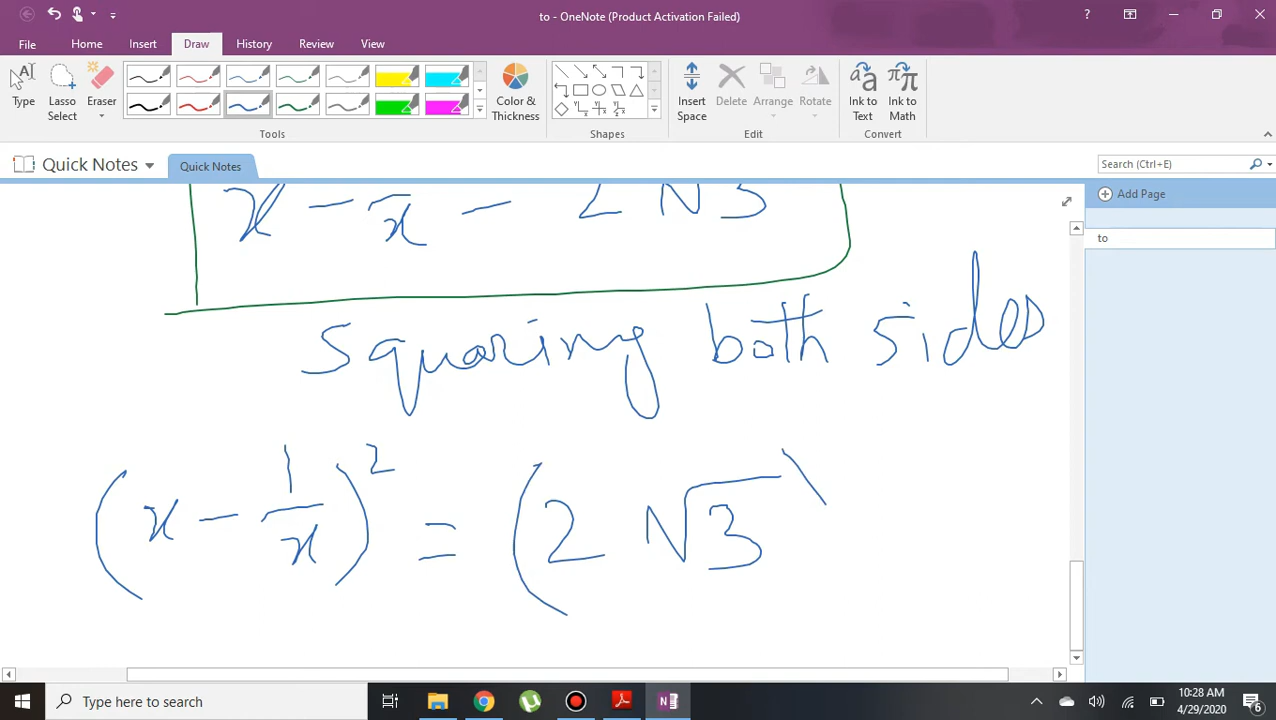 to - OneNote (Product Activation Failed)
?
File Home Insert Draw History Review View
Type
Lasso Select
Eraser
Color & Thickness
Insert Space
Delete
Arrange
Rotate
Ink to Text
Ink to Math
Tools
Shapes
Edit
Convert
Quick Notes
Quick Notes
Search (Ctrl+E)
Add Page
to
x - 1/x = 2√3
squaring both sides
(x - 1/x)² = (2 √3)
Type here to search
10:28 AM
4/29/2020
6